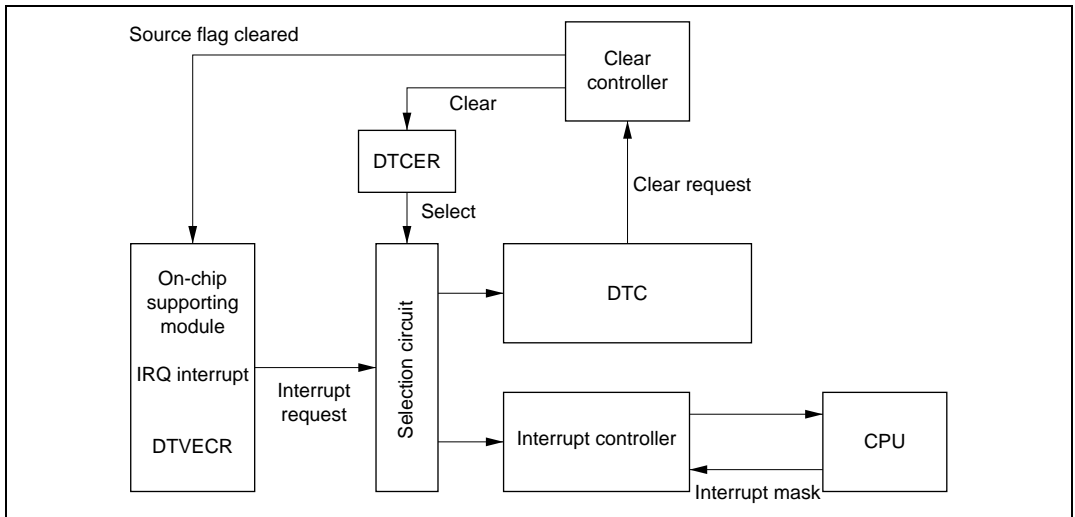 Source flag cleared
Clear
controller
Clear
DTCER
Clear request
Select
On-chip
supporting
module
IRQ interrupt
DTVECR
Interrupt
request
Selection circuit
DTC
Interrupt controller
CPU
Interrupt mask